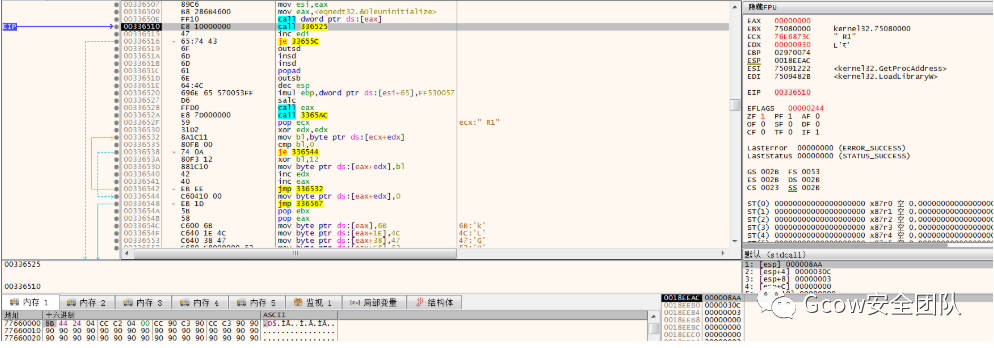 00336507 89C6 mov esi,eax
00336509 B8 28664600 mov eax,<eqnedt32.&OleUninitialize>
0033650E FF10 call dword ptr ds:[eax]
EIP 00336510 E8 10000000 call 336525
00336515 47 inc edi
00336516 65:74 43 je 33655C
00336519 6F outsd
0033651A 6D insd
0033651B 6D insd
0033651C 61 popad
0033651D 6E outsb
0033651E 64:4C dec esp
00336520 696E 65 570053FF imul ebp,dword ptr ds:[esi+65],FF530057
00336527 D6 salc
00336528 FFD0 call eax
0033652A E8 7D000000 call 3365AC
0033652F 59 pop ecx ecx:" R1"
00336530 31D2 xor edx,edx
00336532 8A1C11 mov bl,byte ptr ds:[ecx+edx]
00336535 80FB 00 cmp bl,0
00336538 74 0A je 336544
0033653A 80F3 12 xor bl,12
0033653D 881C10 mov byte ptr ds:[eax+edx],bl
00336540 42 inc edx
00336541 40 inc eax
00336542 EB EE jmp 336532
00336544 C60410 00 mov byte ptr ds:[eax+edx],0
00336548 EB 1D jmp 336567
0033654A 5B pop ebx
0033654B 58 pop eax
0033654C C600 6B mov byte ptr ds:[eax],6B 6B:'k'
0033654F C640 1E 4C mov byte ptr ds:[eax+1E],4C 4C:'L'
00336553 C640 38 47 mov byte ptr ds:[eax+38],47 47:'G'
00336525
00336510
内存 1 内存 2 内存 3 内存 4 内存 5 监视 1 局部变量 结构体
地址 十六进制 ASCII
77660000 8B 44 24 04 CC C2 04 00 CC 90 C3 90 CC C3 90 90
77660010 90 90 90 90 90 90 90 90 90 90 90 90 90 90 90 90
77660020 90 90 90 90 90 90 90 90 90 90 90 90 90 90 90 90
隐藏FPU
EAX 00000000
EBX 75080000 kernel32.75080000
ECX 76E6873C " R1"
EDX 00000930
EBP 02970074
ESP 0018EEAC
ESI 75091222 <kernel32.GetProcAddress>
EDI 7509482B <kernel32.LoadLibraryW>
EIP 00336510
EFLAGS 00000244
ZF 1 PF 1 AF 0
OF 0 SF 0 DF 0
CF 0 TF 0 IF 1
LastError 00000000 (ERROR_SUCCESS)
LastStatus 00000000 (STATUS_SUCCESS)
GS 002B FS 0053
ES 002B DS 002B
CS 0023 SS 002B
ST(0) 00000000000000000000 x87r0 空 0.000000000000000
ST(1) 00000000000000000000 x87r1 空 0.000000000000000
ST(2) 00000000000000000000 x87r2 空 0.000000000000000
ST(3) 00000000000000000000 x87r3 空 0.000000000000000
ST(4) 00000000000000000000 x87r4 空 0.000000000000000
默认 (stdcall)
1: [esp] 000008AA
2: [esp+4] 0000030C
3: [esp+8] 00000003
4: [esp+C] 00000000
0018EEAC 000008AA
0018EEB0 0000030C
0018EEB4 00000003
0018EEB8 00000000
0018EEBC 00000000
0018EEC0 00000000
Gcow安全团队